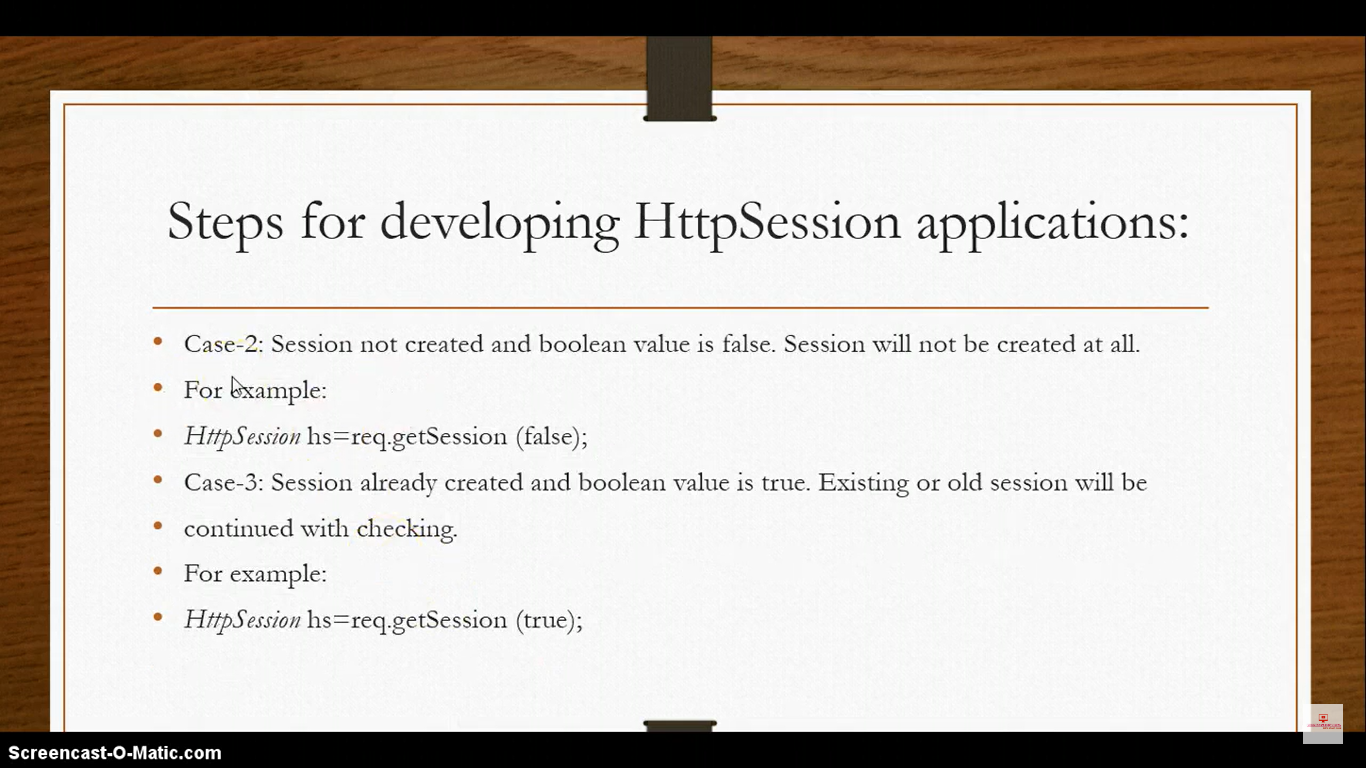 Steps for developing HttpSession applications:
• Case-2: Session not created and boolean value is false. Session will not be created at all.
• For example:
• HttpSession hs=req.getSession (false);
• Case-3: Session already created and boolean value is true. Existing or old session will be
• continued with checking.
• For example:
• HttpSession hs=req.getSession (true);
Screencast-O-Matic.com